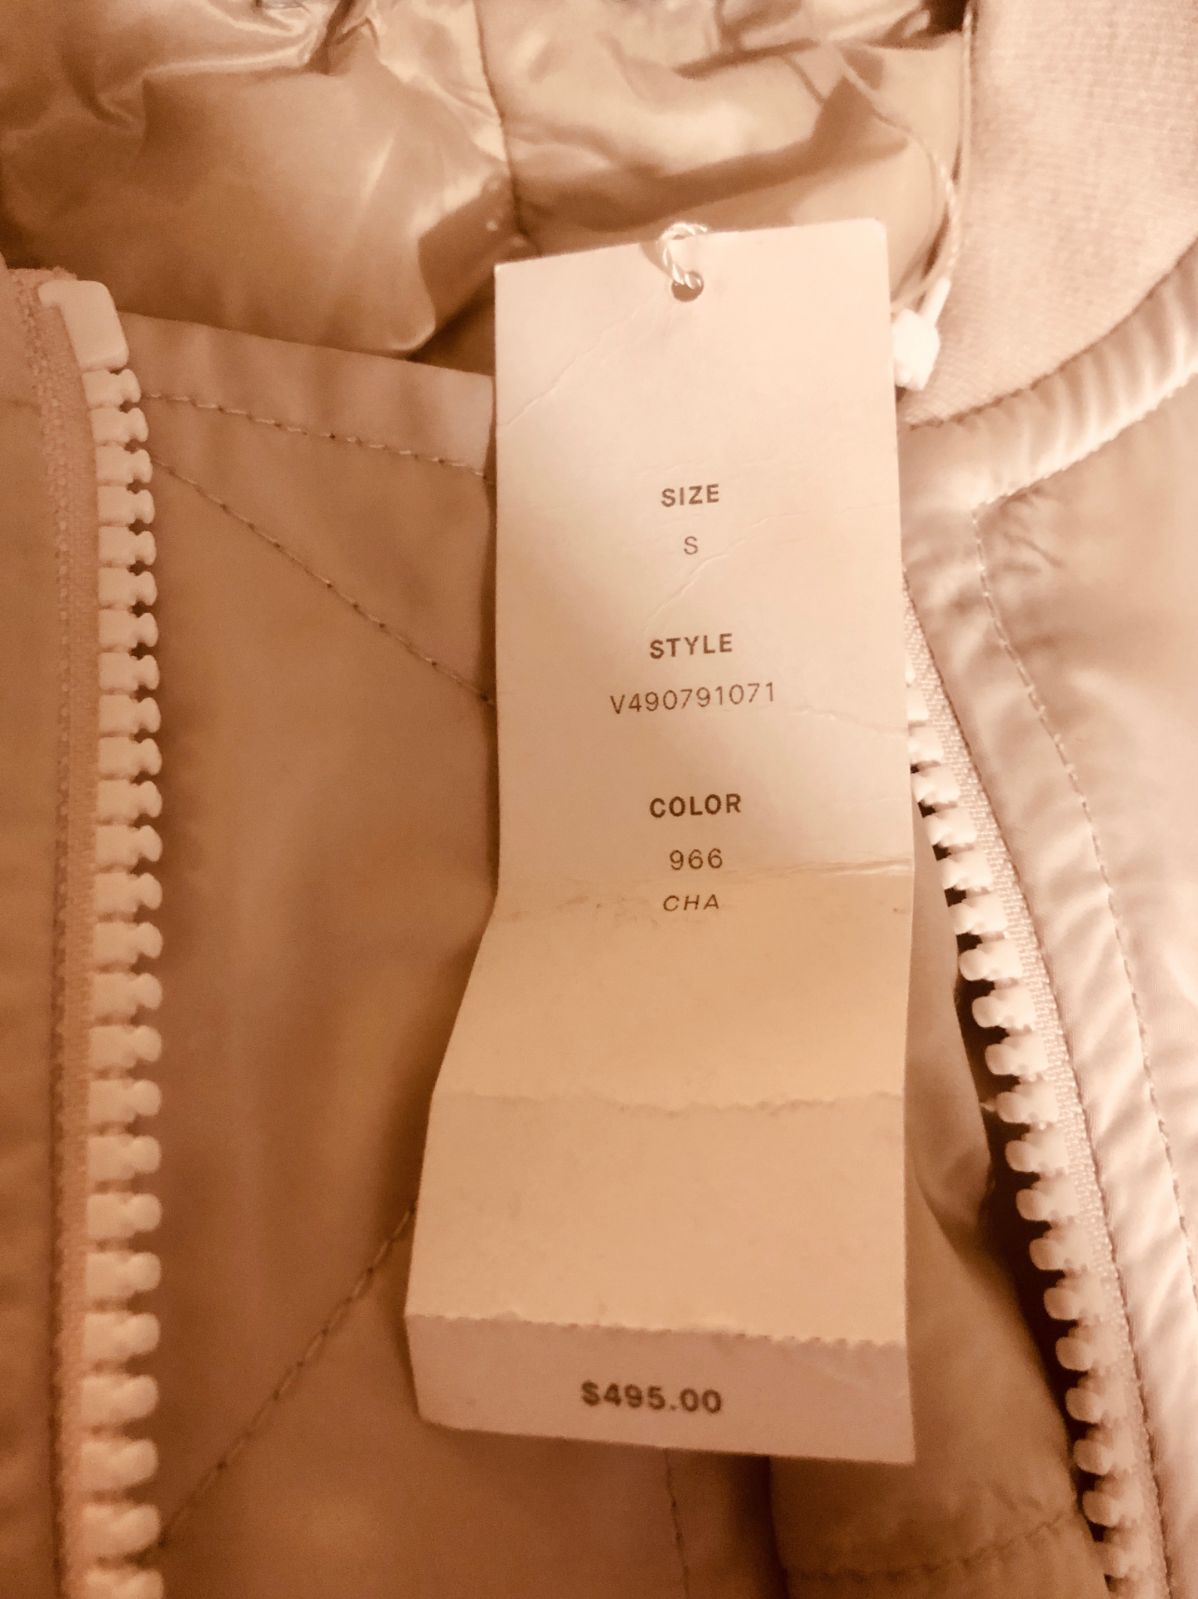 SIZE
S
STYLE
V490791071
COLOR
966
CHA
$495.00